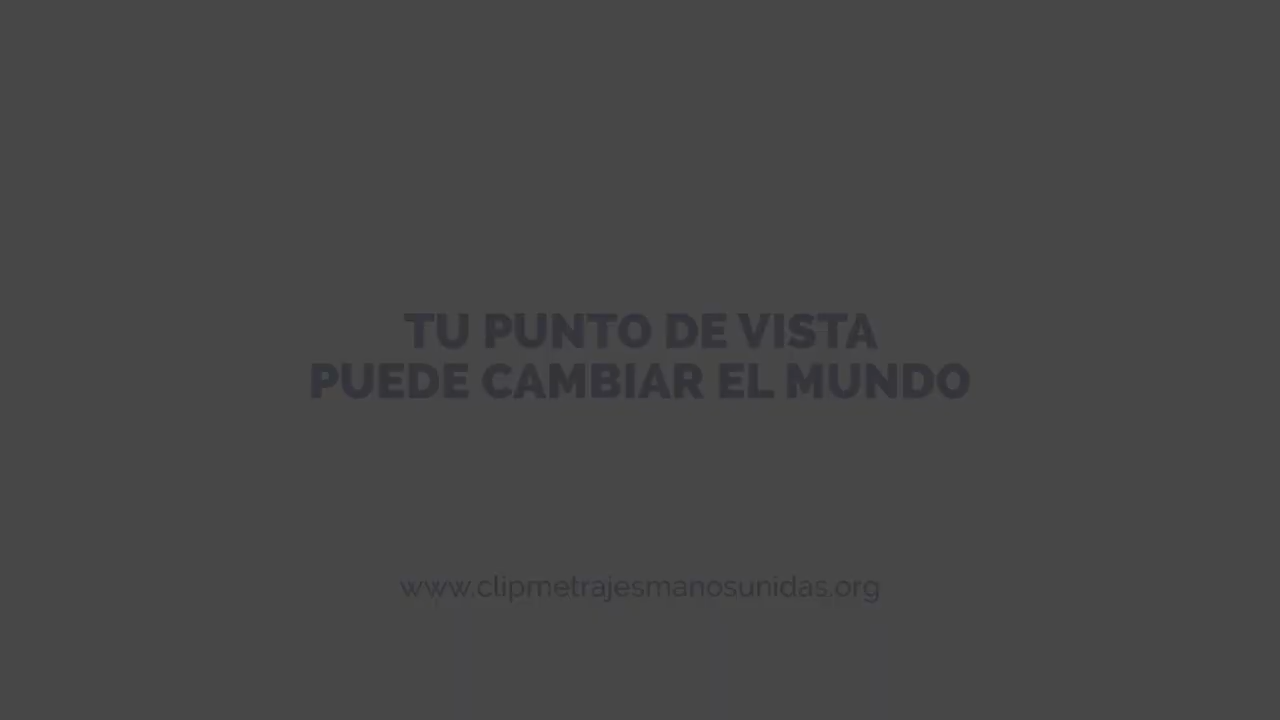 TU PUNTO DE VISTA
PUEDE CAMBIAR EL MUNDO
www.clipmetrajesmanosunidas.org